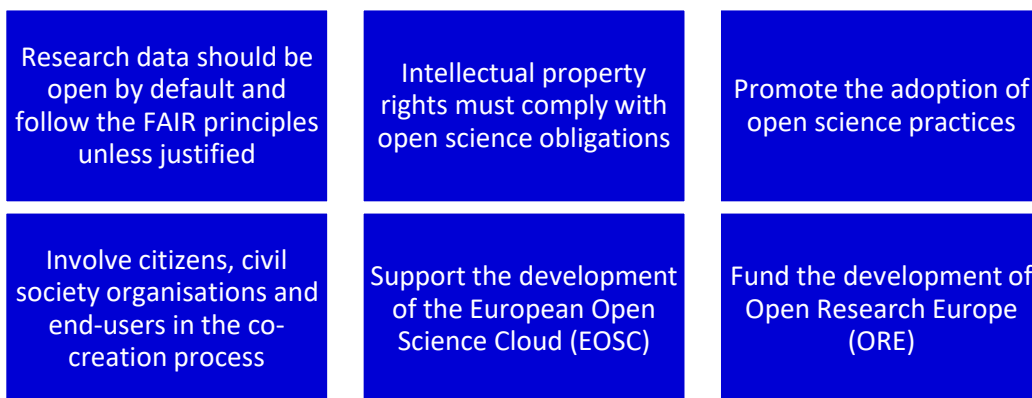 Research data should be
open by default and
follow the FAIR principles
unless justified
Intellectual property
rights must comply with
open science obligations
Promote the adoption of
open science practices
Involve citizens, civil
society organisations and
end-users in the co-
creation process
Support the development
of the European Open
Science Cloud (EOSC)
Fund the development of
Open Research Europe
(ORE)